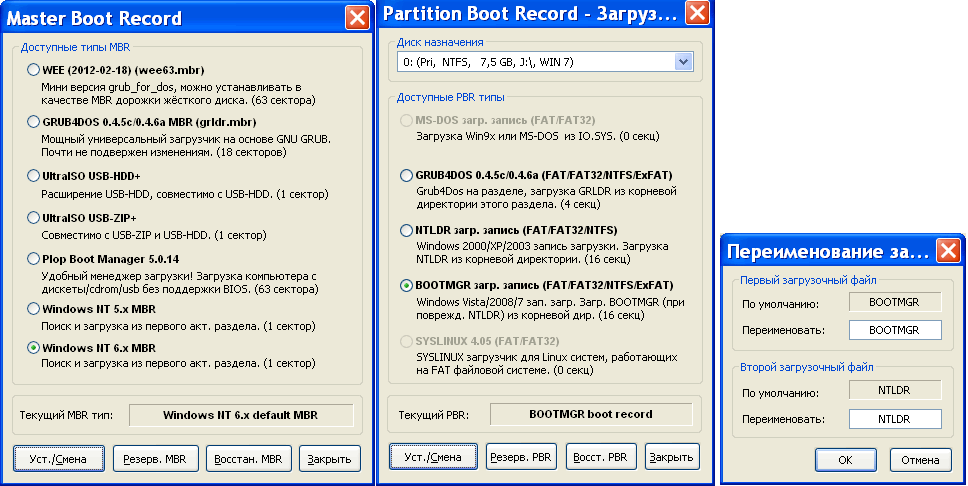 Master Boot Record
Доступные типы MBR
WEE (2012-02-18) (wee63.mbr)
Мини версия grub_for_dos, можно устанавливать в
качестве MBR дорожки жёсткого диска. (63 сектора)
GRUB4DOS 0.4.5c/0.4.6a MBR (grldr.mbr)
Мощный универсальный загрузчик на основе GNU GRUB.
Почти не подвержен изменениям. (18 секторов)
UltraISO USB-HDD+
Расширение USB-HDD, совместимо с USB-HDD. (1 сектор)
UltraISO USB-ZIP+
Совместимо с USB-ZIP и USB-HDD. (1 сектор)
Plop Boot Manager 5.0.14
Удобный менеджер загрузки! Загрузка компьютера с
дискеты/cdrom/usb без поддержки BIOS. (63 сектора)
Windows NT 5.x MBR
Поиск и загрузка из первого акт. раздела. (1 сектор)
Windows NT 6.x MBR
Поиск и загрузка из первого акт. раздела. (1 сектор)
Текущий MBR тип: Windows NT 6.x default MBR
Уст./Смена Резерв. MBR Восстан. MBR Закрыть
Partition Boot Record - Загруз...
Диск назначения
0: (Pri, NTFS, 7,5 GB, J:\, WIN 7)
Доступные PBR типы
MS-DOS загр. запись (FAT/FAT32)
Загрузка Win9x или MS-DOS из IO.SYS. (0 секц)
GRUB4DOS 0.4.5c/0.4.6a (FAT/FAT32/NTFS/ExFAT)
Grub4Dos на разделе, загрузка GRLDR из корневой
директории этого раздела. (4 секц)
NTLDR загр. запись (FAT/FAT32/NTFS)
Windows 2000/XP/2003 запись загрузки. Загрузка
NTLDR из корневой директории. (16 секц)
BOOTMGR загр. запись (FAT/FAT32/NTFS/ExFAT)
Windows Vista/2008/7 зап. загр. Загр. BOOTMGR (при
поврежд. NTLDR) из корневой дир. (16 секц)
SYSLINUX 4.05 (FAT/FAT32)
SYSLINUX загрузчик для Linux систем, работающих
на FAT файловой системе. (0 секц)
Текущий PBR: BOOTMGR boot record
Уст./Смена Резерв. PBR Восст. PBR Закрыть
Переименование за...
Первый загрузочный файл
По умолчанию: BOOTMGR
Переименовать: BOOTMGR
Второй загрузочный файл
По умолчанию: NTLDR
Переименовать: NTLDR
OK Отмена